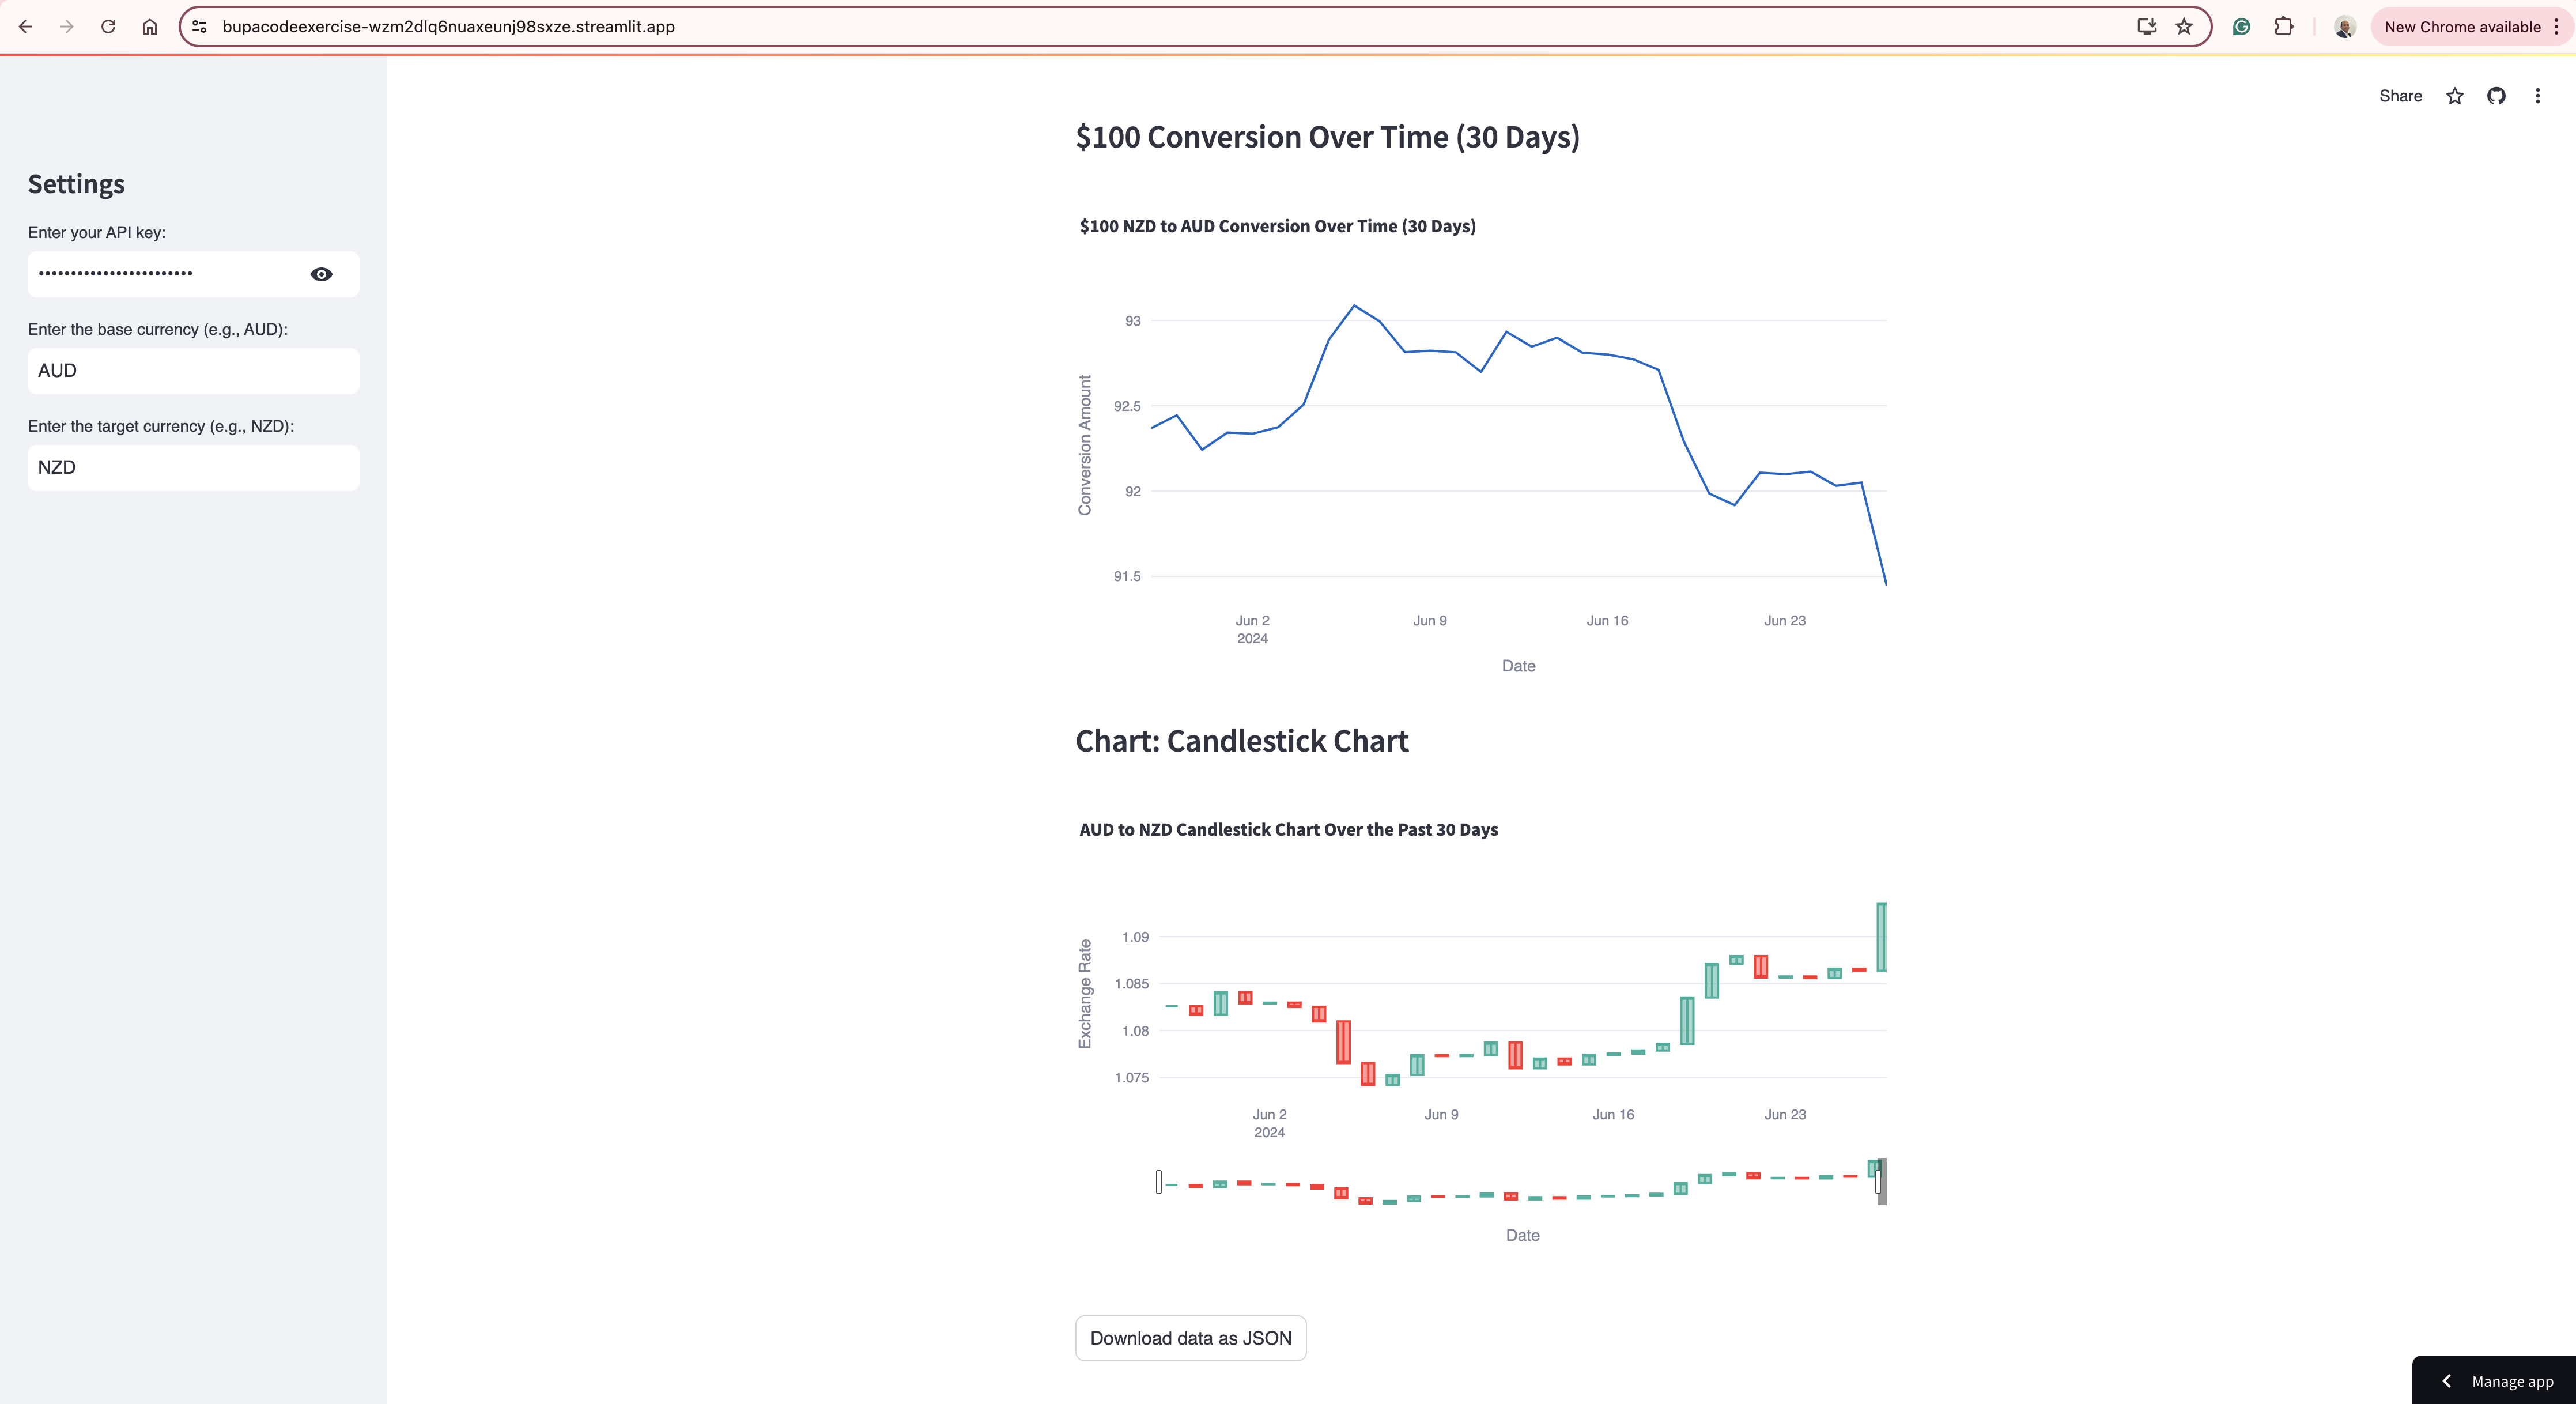 bupacodeexercise-wzm2dlq6nuaxeunj98sxze.streamlit.app
New Chrome available
Share
Settings
Enter your API key:
••••••••••••••••••••••••
Enter the base currency (e.g., AUD):
AUD
Enter the target currency (e.g., NZD):
NZD
$100 Conversion Over Time (30 Days)
$100 NZD to AUD Conversion Over Time (30 Days)
Conversion Amount
93
92.5
92
91.5
Jun 2 Jun 9 Jun 16 Jun 23
2024
Date
Chart: Candlestick Chart
AUD to NZD Candlestick Chart Over the Past 30 Days
Exchange Rate
1.09
1.085
1.08
1.075
Jun 2 Jun 9 Jun 16 Jun 23
2024
Date
Download data as JSON
Manage app